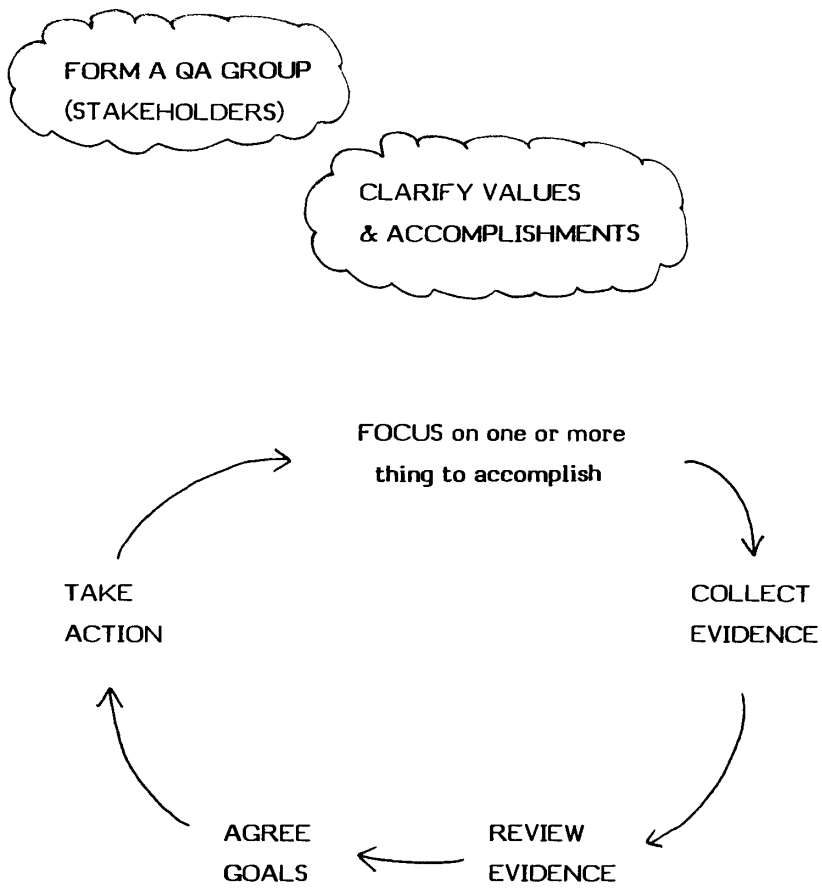 FORM A QA GROUP
(STAKEHOLDERS)
CLARIFY VALUES
& ACCOMPLISHMENTS
FOCUS on one or more
thing to accomplish
COLLECT
EVIDENCE
REVIEW
EVIDENCE
AGREE
GOALS
TAKE
ACTION